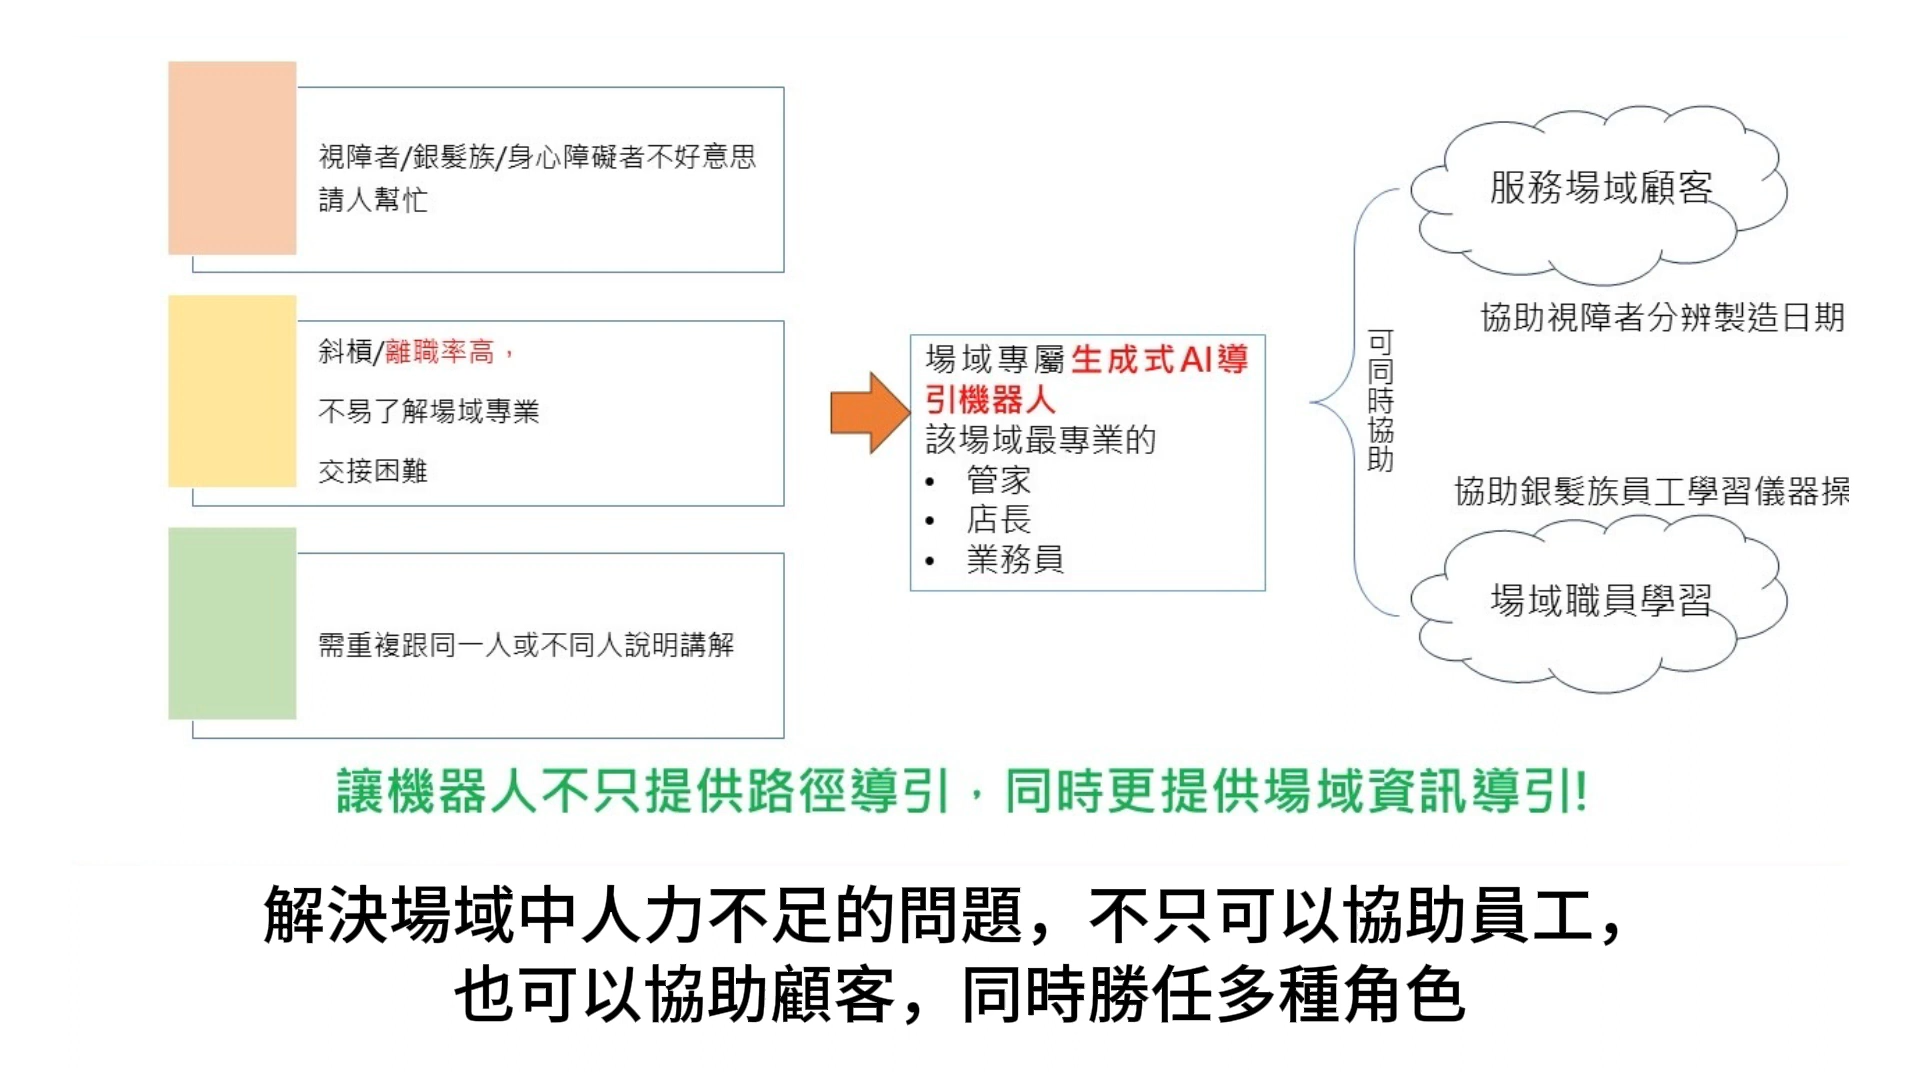 視障者/銀髮族/身心障礙者不好意思
請人幫忙
斜槓/離職率高，
不易了解場域專業
交接困難
需重複跟同一人或不同人說明講解
場域專屬生成式AI導
引機器人
該場域最專業的
• 管家
• 店長
• 業務員
可同時協助
服務場域顧客
協助視障者分辨製造日期
協助銀髮族員工學習儀器操
場域職員學習
讓機器人不只提供路徑導引，同時更提供場域資訊導引!
解決場域中人力不足的問題，不只可以協助員工，
也可以協助顧客，同時勝任多種角色